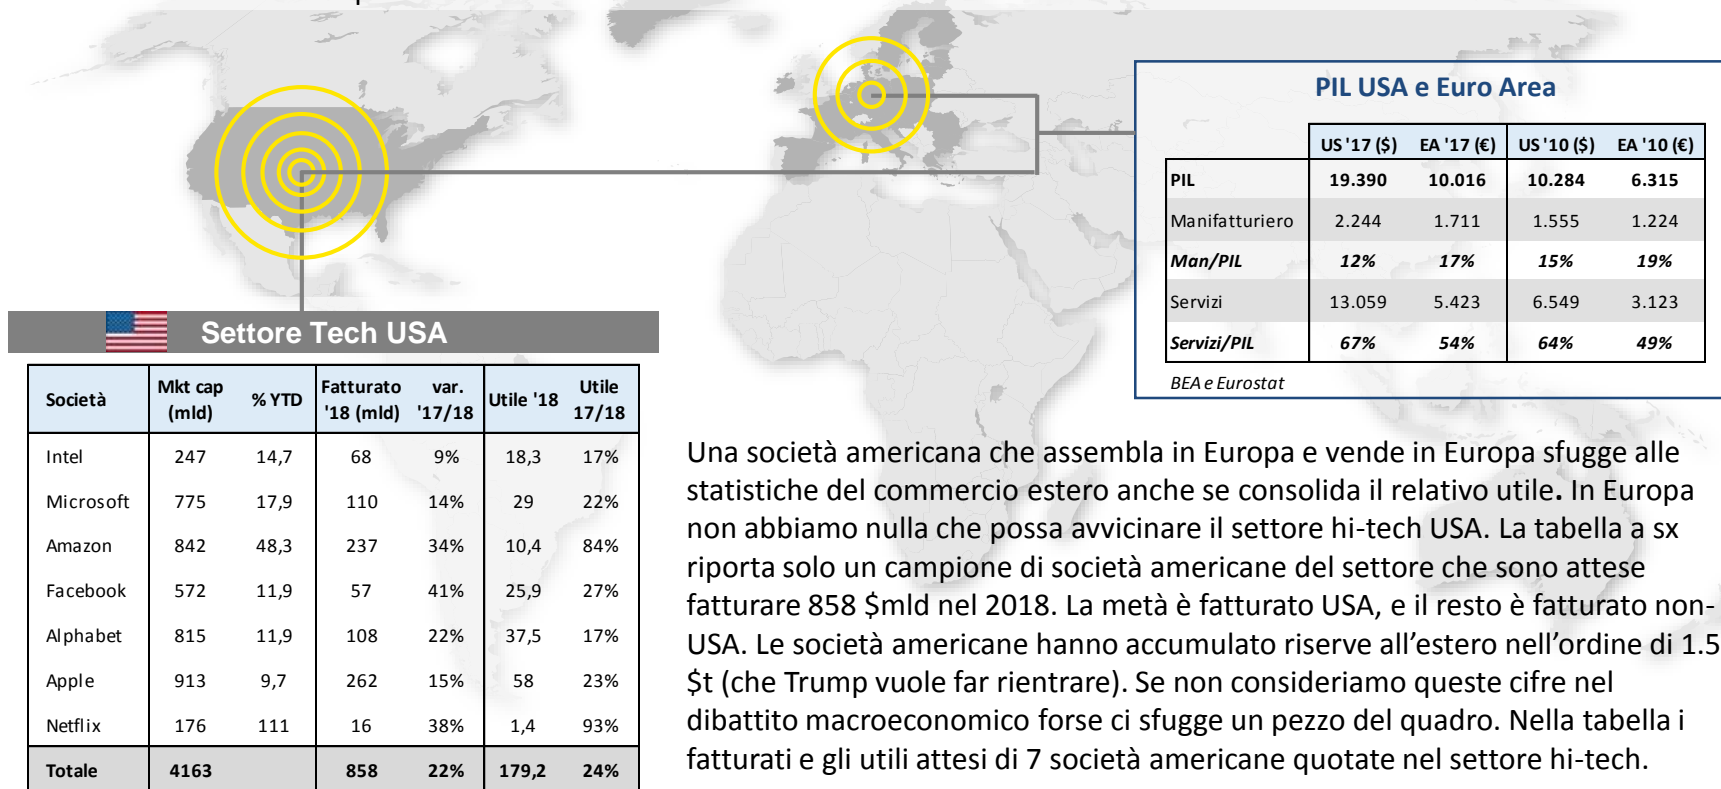 PIL USA e Euro Area
US '17 ($) EA '17 (€) US '10 ($) EA '10 (€)
PIL 19.390 10.016 10.284 6.315
Manifatturiero 2.244 1.711 1.555 1.224
Man/PIL 12% 17% 15% 19%
Servizi 13.059 5.423 6.549 3.123
Servizi/PIL 67% 54% 64% 49%
BEA e Eurostat
Settore Tech USA
Società Mkt cap (mld) % YTD Fatturato '18 (mld) var. '17/18 Utile '18 Utile 17/18
Intel 247 14,7 68 9% 18,3 17%
Microsoft 775 17,9 110 14% 29 22%
Amazon 842 48,3 237 34% 10,4 84%
Facebook 572 11,9 57 41% 25,9 27%
Alphabet 815 11,9 108 22% 37,5 17%
Apple 913 9,7 262 15% 58 23%
Netflix 176 111 16 38% 1,4 93%
Totale 4163 858 22% 179,2 24%
Una società americana che assembla in Europa e vende in Europa sfugge alle
statistiche del commercio estero anche se consolida il relativo utile. In Europa
non abbiamo nulla che possa avvicinare il settore hi-tech USA. La tabella a sx
riporta solo un campione di società americane del settore che sono attese
fatturare 858 $mld nel 2018. La metà è fatturato USA, e il resto è fatturato non-
USA. Le società americane hanno accumulato riserve all’estero nell’ordine di 1.5
$t (che Trump vuole far rientrare). Se non consideriamo queste cifre nel
dibattito macroeconomico forse ci sfugge un pezzo del quadro. Nella tabella i
fatturati e gli utili attesi di 7 società americane quotate nel settore hi-tech.